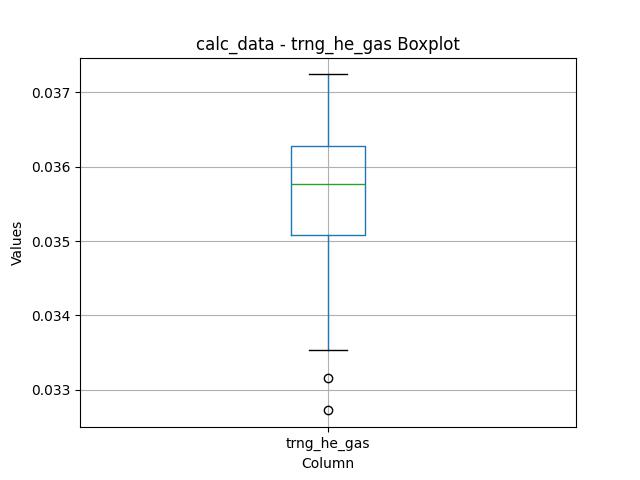 calc_data - trng_he_gas Boxplot
0.037
0.036
0.035
0.034
0.033
Values
trng_he_gas
Column